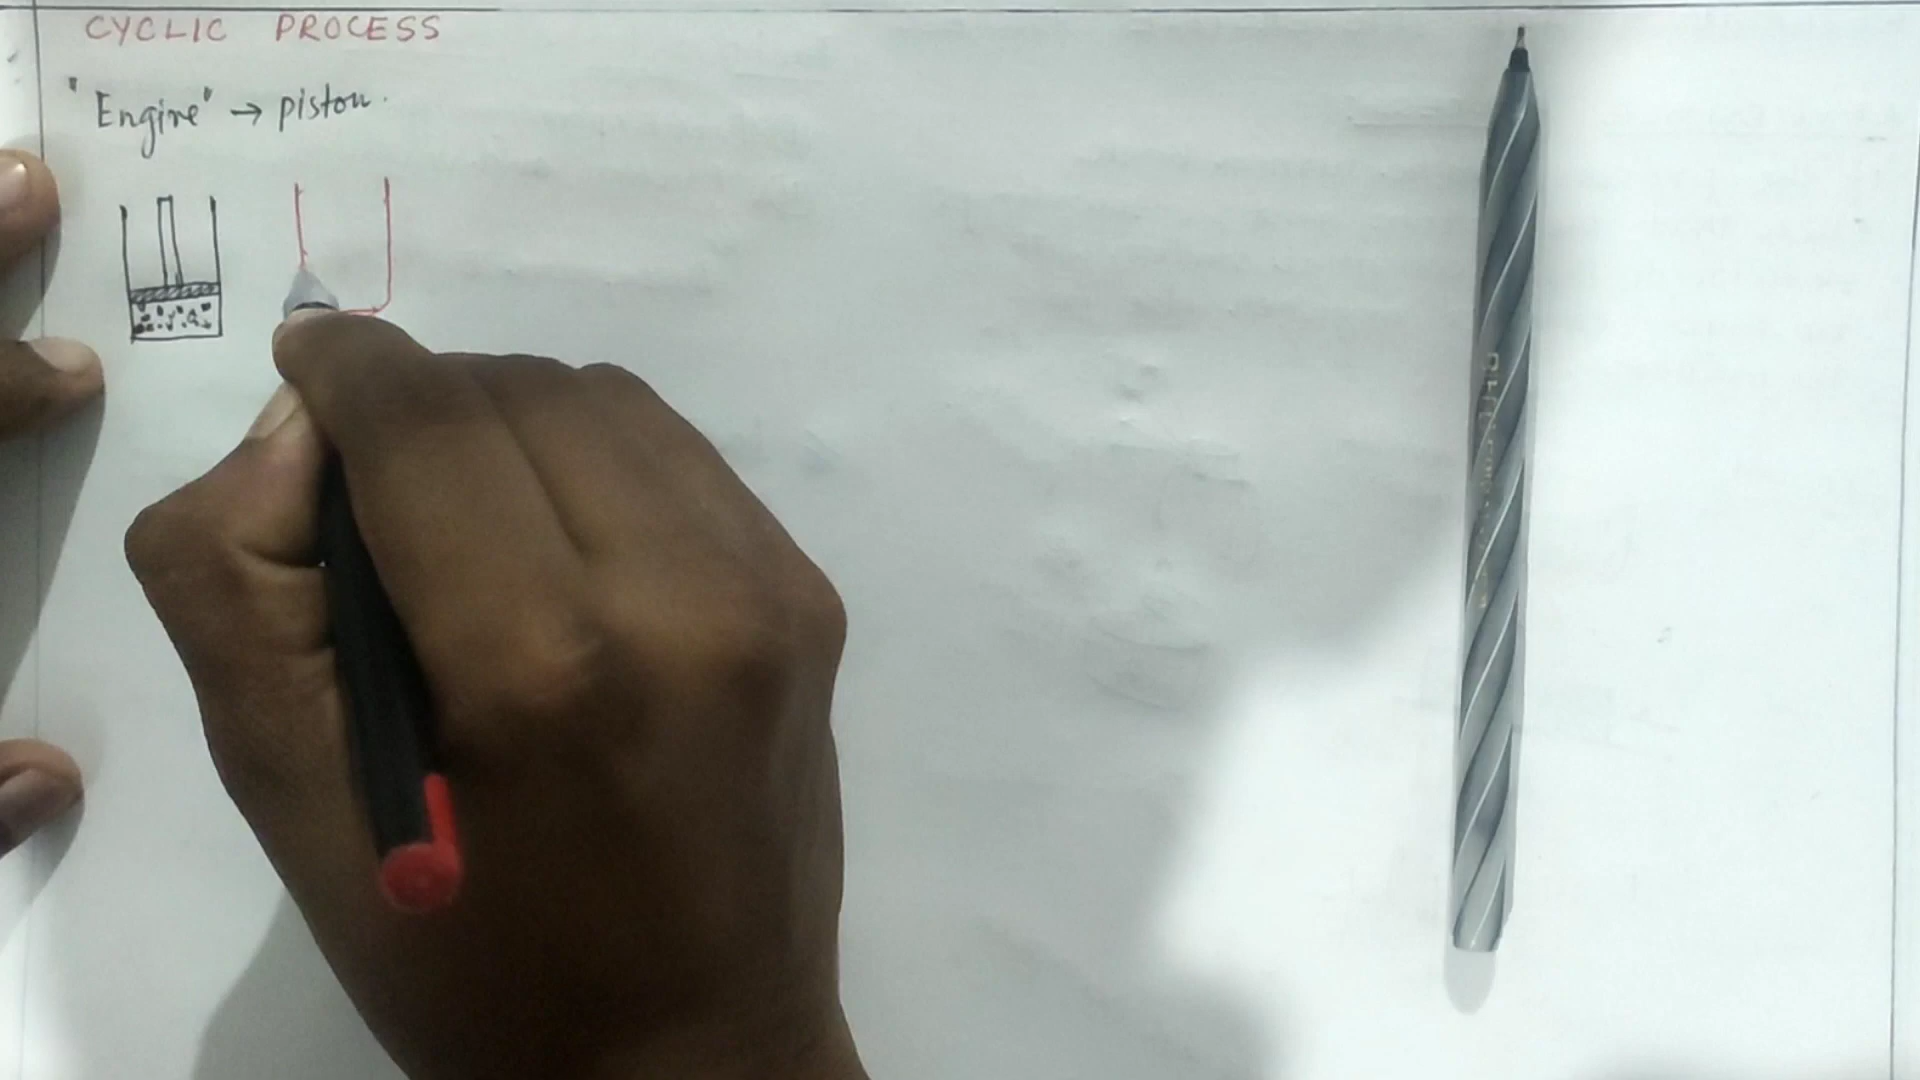 CYCLIC PROCESS
"Engine" → piston.